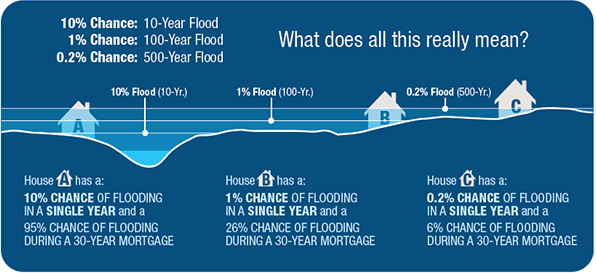 10% Chance: 10-Year Flood
1% Chance: 100-Year Flood
0.2% Chance: 500-Year Flood
What does all this really mean?
10% Flood (10-Yr.)
1% Flood (100-Yr.)
0.2% Flood (500-Yr.)
A
B
C
House A has a:
10% CHANCE OF FLOODING
IN A SINGLE YEAR and a
95% CHANCE OF FLOODING
DURING A 30-YEAR MORTGAGE
House B has a:
1% CHANCE OF FLOODING
IN A SINGLE YEAR and a
26% CHANCE OF FLOODING
DURING A 30-YEAR MORTGAGE
House C has a:
0.2% CHANCE OF FLOODING
IN A SINGLE YEAR and a
6% CHANCE OF FLOODING
DURING A 30-YEAR MORTGAGE